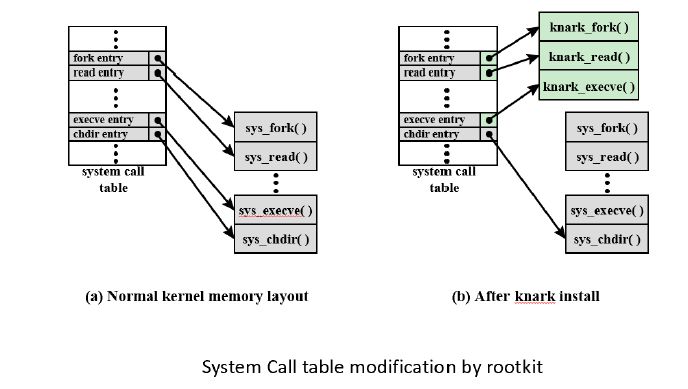 fork entry
read entry
execve entry
chdir entry
system call
table
sys_fork( )
sys_read( )
sys_execve( )
sys_chdir( )
(a) Normal kernel memory layout
fork entry
read entry
execve entry
chdir entry
system call
table
knark_fork( )
knark_read( )
knark_execve( )
sys_fork( )
sys_read( )
sys_execve( )
sys_chdir( )
(b) After knark install
System Call table modification by rootkit